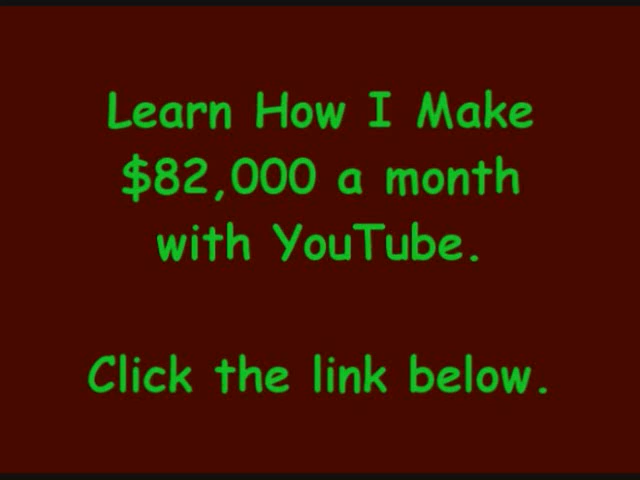 Learn How I Make
$82,000 a month
with YouTube.
Click the link below.